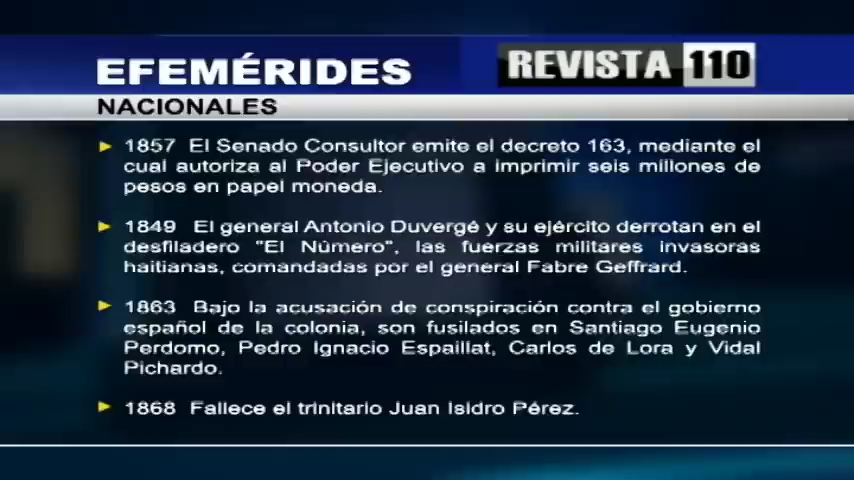 EFEMÉRIDES
REVISTA 110
NACIONALES
1857 El Senado Consultor emite el decreto 163, mediante el
cual autoriza al Poder Ejecutivo a imprimir seis millones de
pesos en papel moneda.
1849 El general Antonio Duvergé y su ejército derrotan en el
desfiladero "El Número", las fuerzas militares invasoras
haitianas, comandadas por el general Fabre Geffrard.
1863 Bajo la acusación de conspiración contra el gobierno
español de la colonia, son fusilados en Santiago Eugenio
Perdomo, Pedro Ignacio Espaillat, Carlos de Lora y Vidal
Pichardo.
1868 Fallece el trinitario Juan Isidro Pérez.